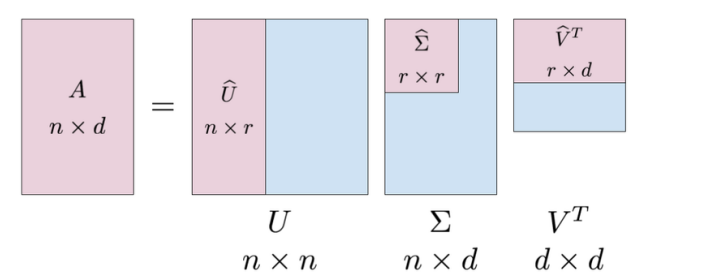 A
n × d
=
Û
n × r
Σ̂
r × r
V̂ᵀ
r × d
U
n × n
Σ
n × d
Vᵀ
d × d